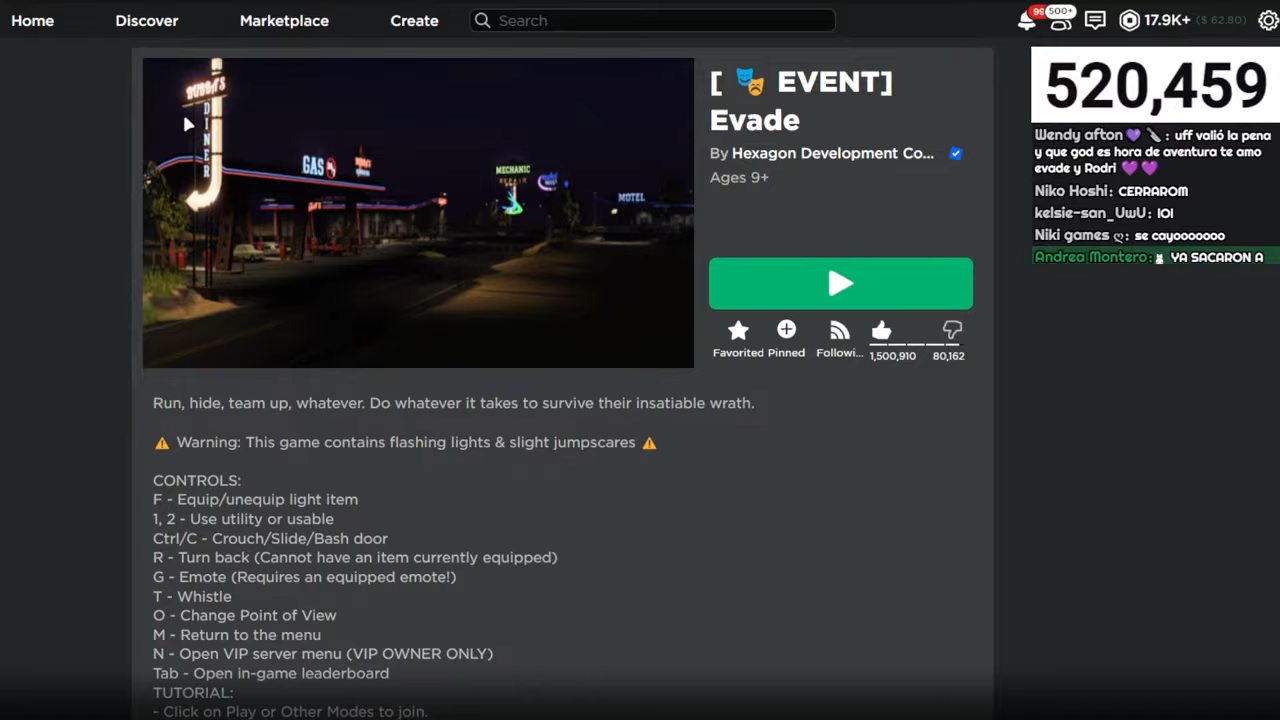 Home Discover Marketplace Create Search 99 500+ 17.9K+ ($ 62.80)
BUBBA'S
DINER
GAS
MECHANIC
REPAIR
MOTEL
[ 🎭 EVENT]
Evade
By Hexagon Development Co...
Ages 9+
Favorited Pinned Followi... 1,500,910 80,162
Run, hide, team up, whatever. Do whatever it takes to survive their insatiable wrath.
⚠️ Warning: This game contains flashing lights & slight jumpscares ⚠️
CONTROLS:
F - Equip/unequip light item
1, 2 - Use utility or usable
Ctrl/C - Crouch/Slide/Bash door
R - Turn back (Cannot have an item currently equipped)
G - Emote (Requires an equipped emote!)
T - Whistle
O - Change Point of View
M - Return to the menu
N - Open VIP server menu (VIP OWNER ONLY)
Tab - Open in-game leaderboard
TUTORIAL:
- Click on Play or Other Modes to join.
520,459
Wendy afton💜 🔪 : uff valió la pena
y que god es hora de aventura te amo
evade y Rodri 💜 💜
Niko Hoshi: CERRAROM
kelsie-san_UwU: lOl
Niki games ღ: se cayooooooo
Andrea Montero:🐰 YA SACARON A